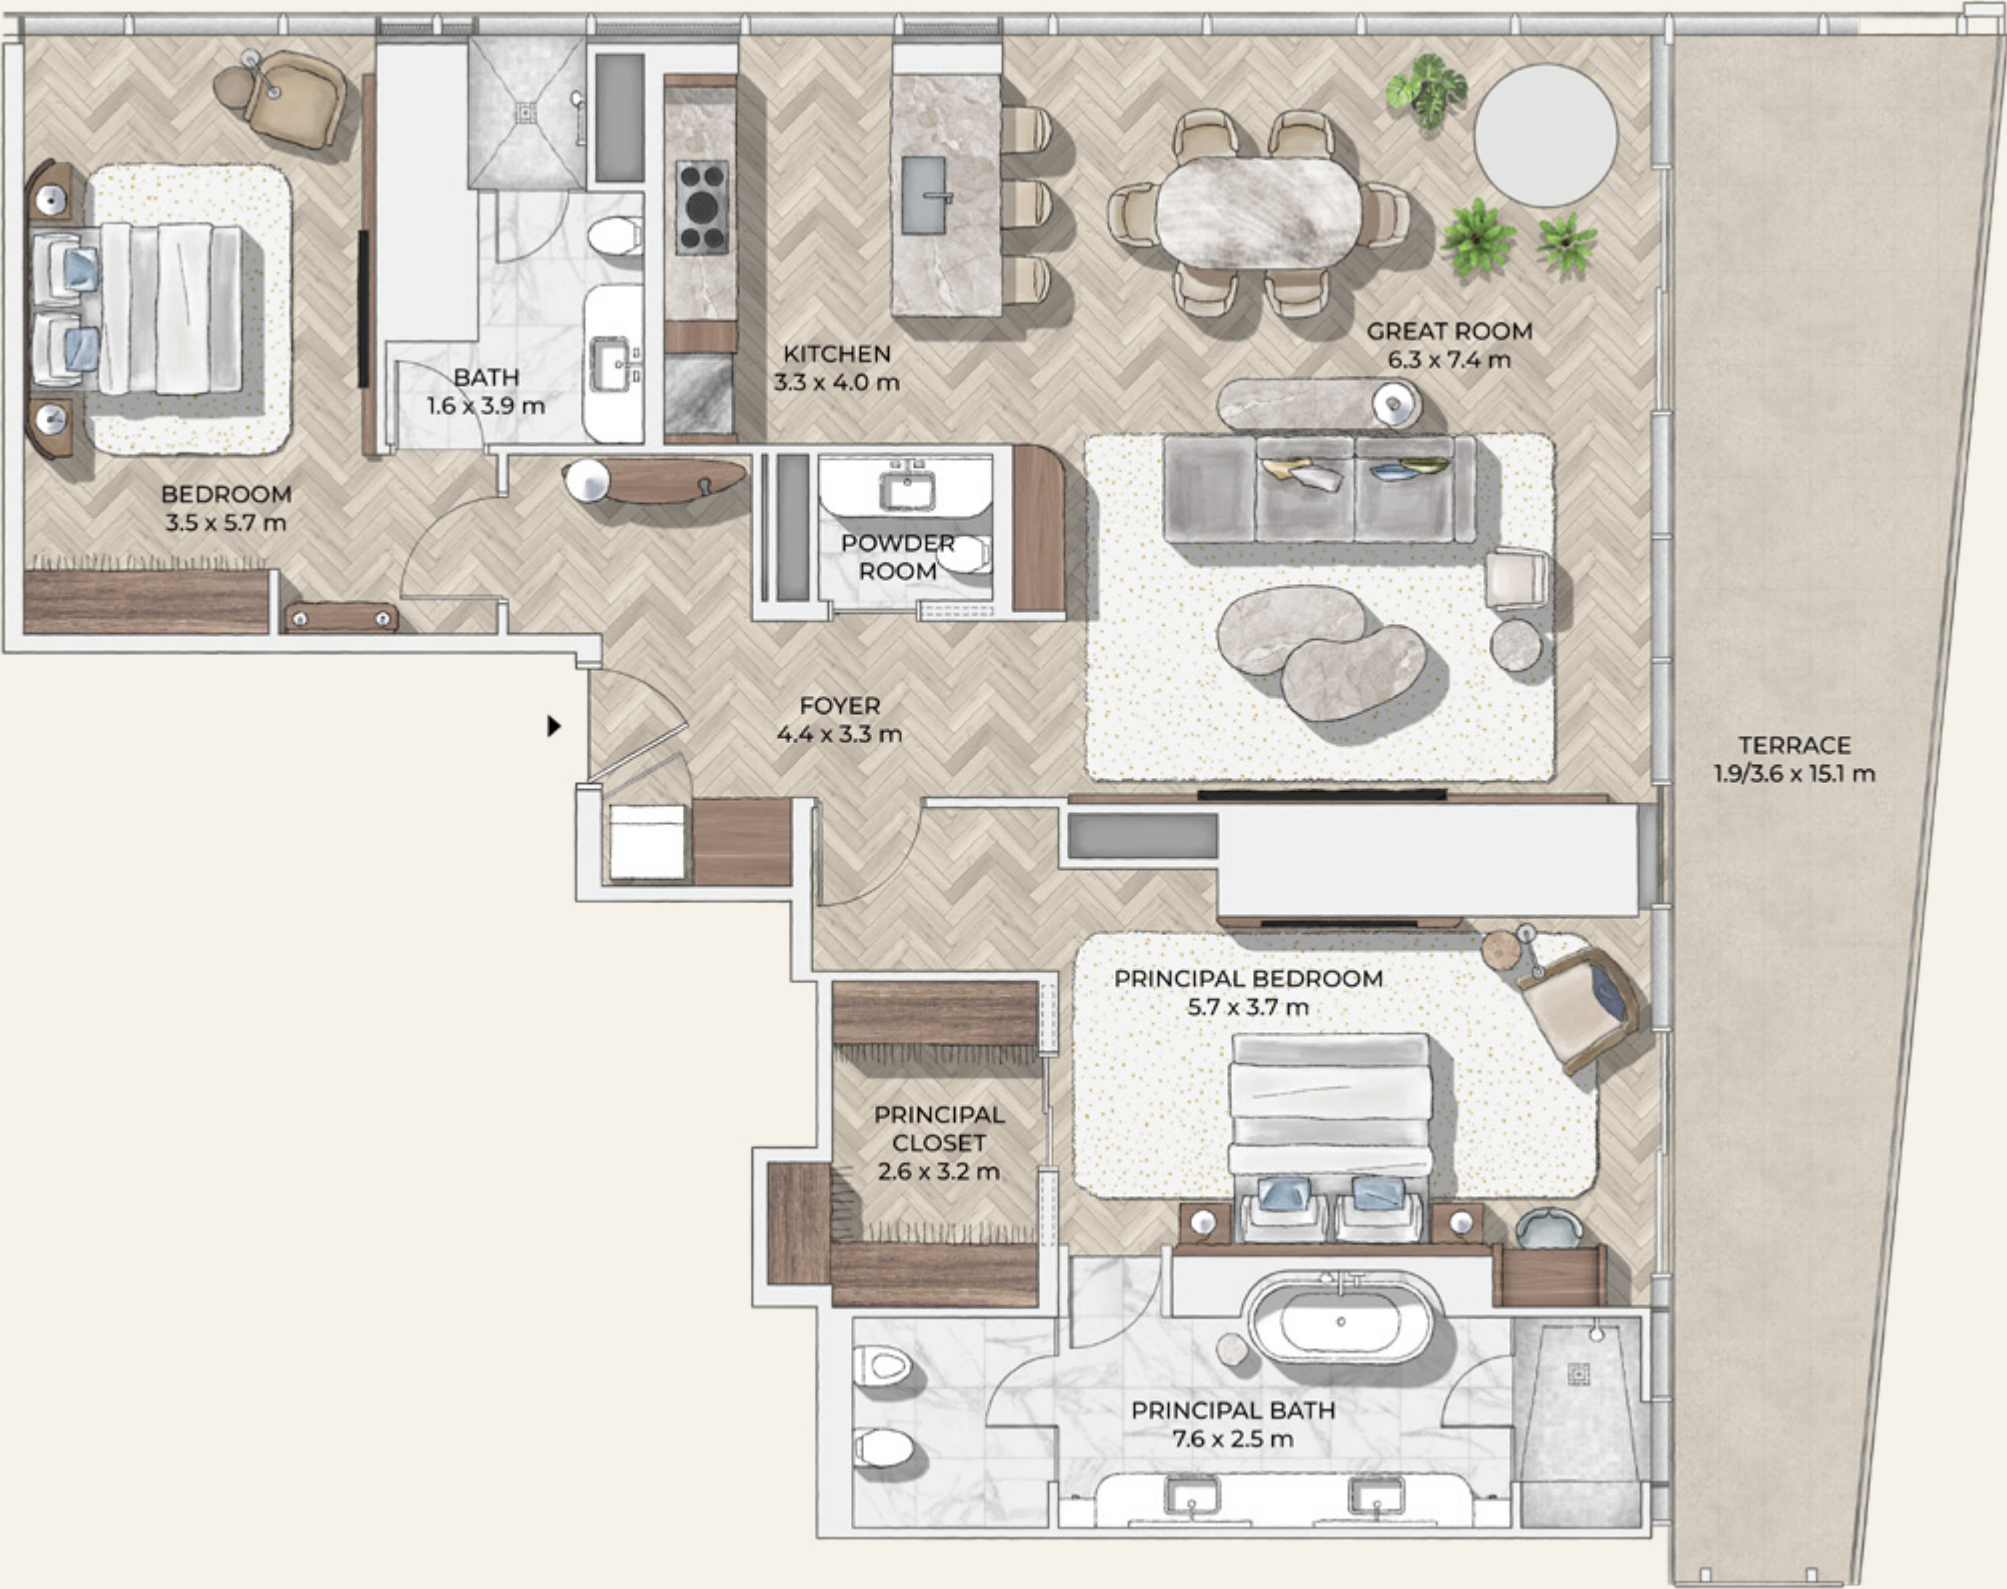 KITCHEN
3.3 x 4.0 m
GREAT ROOM
6.3 x 7.4 m
BATH
1.6 x 3.9 m
BEDROOM
3.5 x 5.7 m
POWDER
ROOM
FOYER
4.4 x 3.3 m
TERRACE
1.9/3.6 x 15.1 m
PRINCIPAL BEDROOM
5.7 x 3.7 m
PRINCIPAL
CLOSET
2.6 x 3.2 m
PRINCIPAL BATH
7.6 x 2.5 m